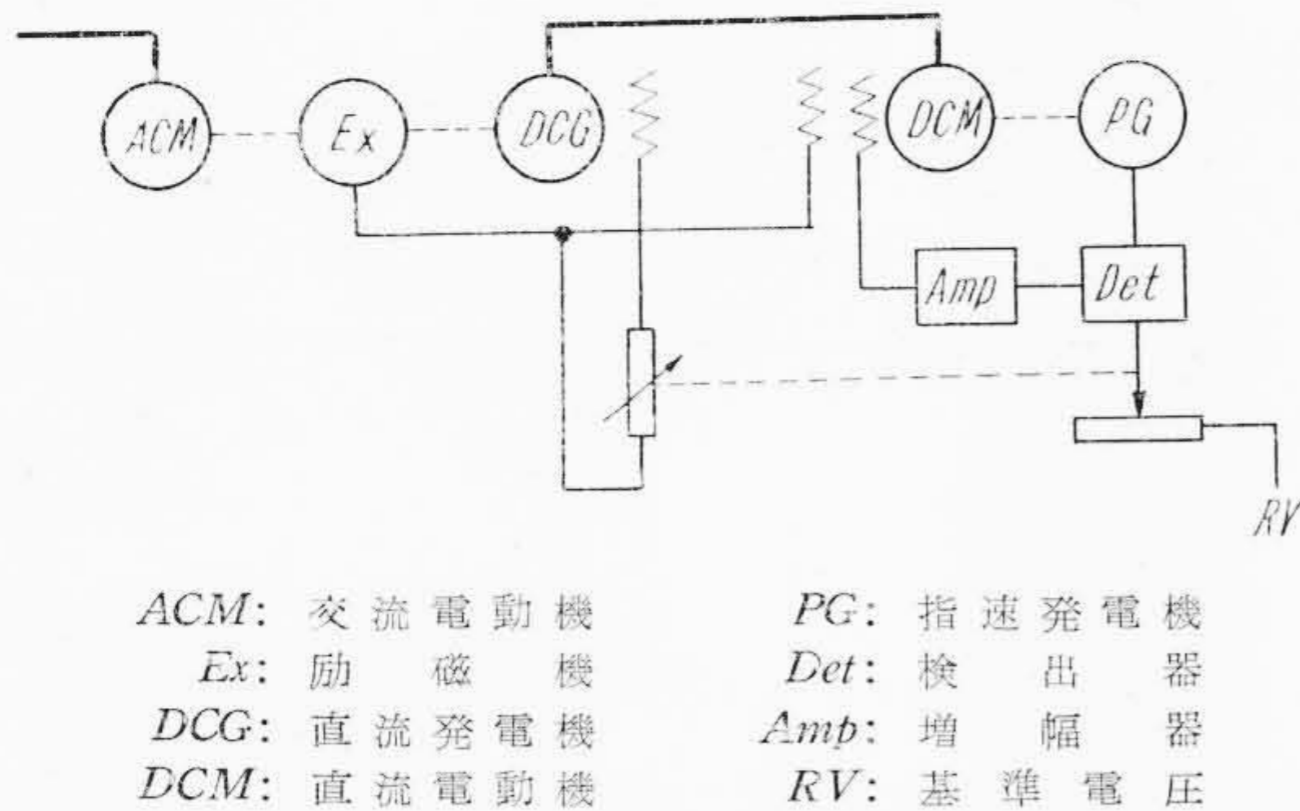 ACM Ex DCG DCM PG
Amp Det
RV
ACM: 交流電動機 PG: 指速発電機
Ex: 励磁機 Det: 検出器
DCG: 直流発電機 Amp: 増幅器
DCM: 直流電動機 RV: 基準電圧